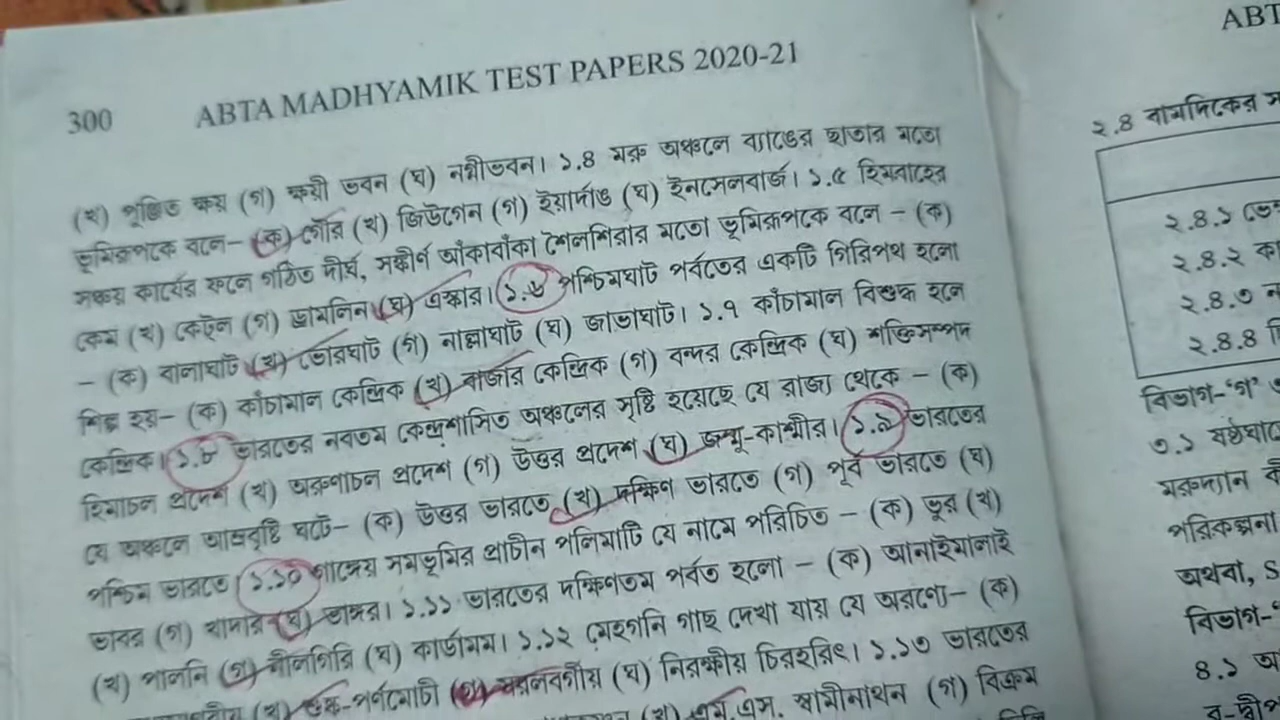 300 ABTA MADHYAMIK TEST PAPERS 2020-21
(খ) পুঞ্জিত ক্ষয় (গ) ক্ষয়ী ভবন (ঘ) নগ্নীভবন। ১.৪ মরু অঞ্চলে ব্যাঙের ছাতার মতো
ভূমিরূপকে বলে– (ক) গৌর (খ) জিউগেন (গ) ইয়ার্দাঙ (ঘ) ইনসেলবার্জ। ১.৫ হিমবাহের
সঞ্চয় কার্যের ফলে গঠিত দীর্ঘ, সঙ্কীর্ণ আঁকাবাঁকা শৈলশিরার মতো ভূমিরূপকে বলে – (ক)
কেম (খ) কেট্‌ল (গ) ড্রামলিন (ঘ) এস্কার। ১.৬ পশ্চিমঘাট পর্বতের একটি গিরিপথ হলো
– (ক) বালাঘাট (খ) ভোরঘাট (গ) নাল্লাঘাট (ঘ) জাভাঘাট। ১.৭ কাঁচামাল বিশুদ্ধ হলে
শিল্প হয়– (ক) কাঁচামাল কেন্দ্রিক (খ) বাজার কেন্দ্রিক (গ) বন্দর কেন্দ্রিক (ঘ) শক্তিসম্পদ
কেন্দ্রিক। ১.৮ ভারতের নবতম কেন্দ্রশাসিত অঞ্চলের সৃষ্টি হয়েছে যে রাজ্য থেকে – (ক)
হিমাচল প্রদেশ (খ) অরুণাচল প্রদেশ (গ) উত্তর প্রদেশ (ঘ) জম্মু-কাশ্মীর। ১.৯ ভারতের
যে অঞ্চলে আম্রবৃষ্টি ঘটে– (ক) উত্তর ভারতে (খ) দক্ষিণ ভারতে (গ) পূর্ব ভারতে (ঘ)
পশ্চিম ভারতে। ১.১০ গাঙ্গেয় সমভূমির প্রাচীন পলিমাটি যে নামে পরিচিত – (ক) ভুর (খ)
ভাবর (গ) খাদার (ঘ) ভাঙ্গর। ১.১১ ভারতের দক্ষিণতম পর্বত হলো – (ক) আনাইমালাই
(খ) পালনি (গ) নীলগিরি (ঘ) কার্ডামম। ১.১২ মেহগনি গাছ দেখা যায় যে অরণ্যে– (ক)
(খ) শুষ্ক-পর্ণমোচী (গ) সরলবর্গীয় (ঘ) নিরক্ষীয় চিরহরিৎ। ১.১৩ ভারতের
(খ) এম.এস. স্বামীনাথন (গ) বিক্রম
২.৪ বামদিকের
২.৪.১
২.৪.২
২.৪.৩
২.৪.৪
বিভাগ-‘গ’
৩.১
মরুদ্যান
পরিকল্পনা
অথবা,
বিভাগ-
৪.১